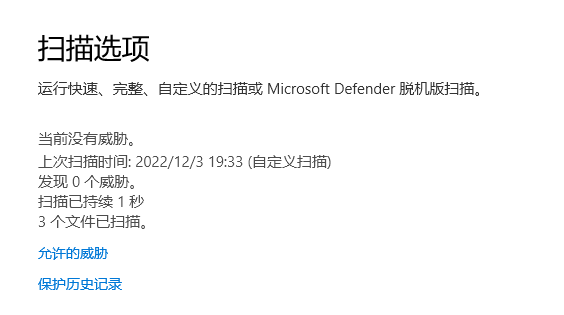 扫描选项
运行快速、完整、自定义的扫描或 Microsoft Defender 脱机版扫描。
当前没有威胁。
上次扫描时间: 2022/12/3 19:33 (自定义扫描)
发现 0 个威胁。
扫描已持续 1 秒
3 个文件已扫描。
允许的威胁
保护历史记录